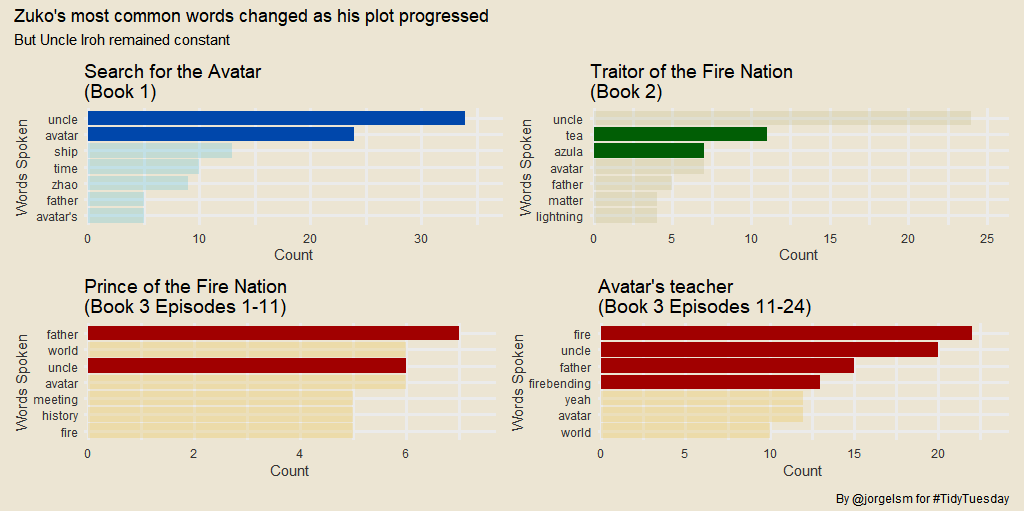 Zuko's most common words changed as his plot progressed
But Uncle Iroh remained constant
Search for the Avatar
(Book 1)
Words Spoken
uncle
avatar
ship
time
zhao
father
avatar's
0 10 20 30
Count
Traitor of the Fire Nation
(Book 2)
Words Spoken
uncle
tea
azula
avatar
father
matter
lightning
0 5 10 15 20 25
Count
Prince of the Fire Nation
(Book 3 Episodes 1-11)
Words Spoken
father
world
uncle
avatar
meeting
history
fire
0 2 4 6
Count
Avatar's teacher
(Book 3 Episodes 11-24)
Words Spoken
fire
uncle
father
firebending
yeah
avatar
world
0 5 10 15 20
Count
By @jorgelsm for #TidyTuesday